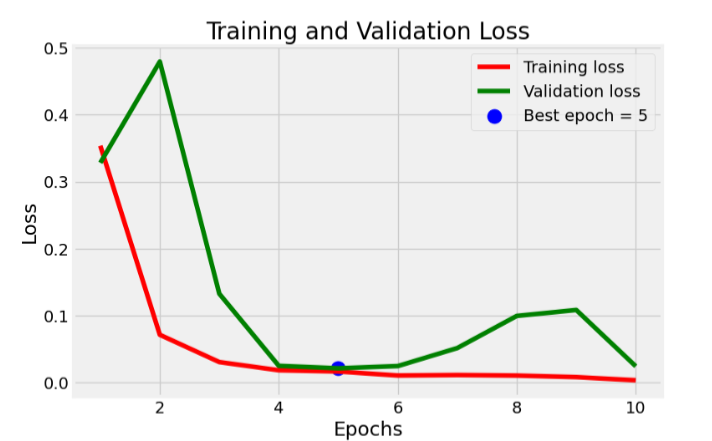 Training and Validation Loss
Training loss
Validation loss
Best epoch = 5
0.5
0.4
0.3
0.2
0.1
0.0
Loss
2 4 6 8 10
Epochs